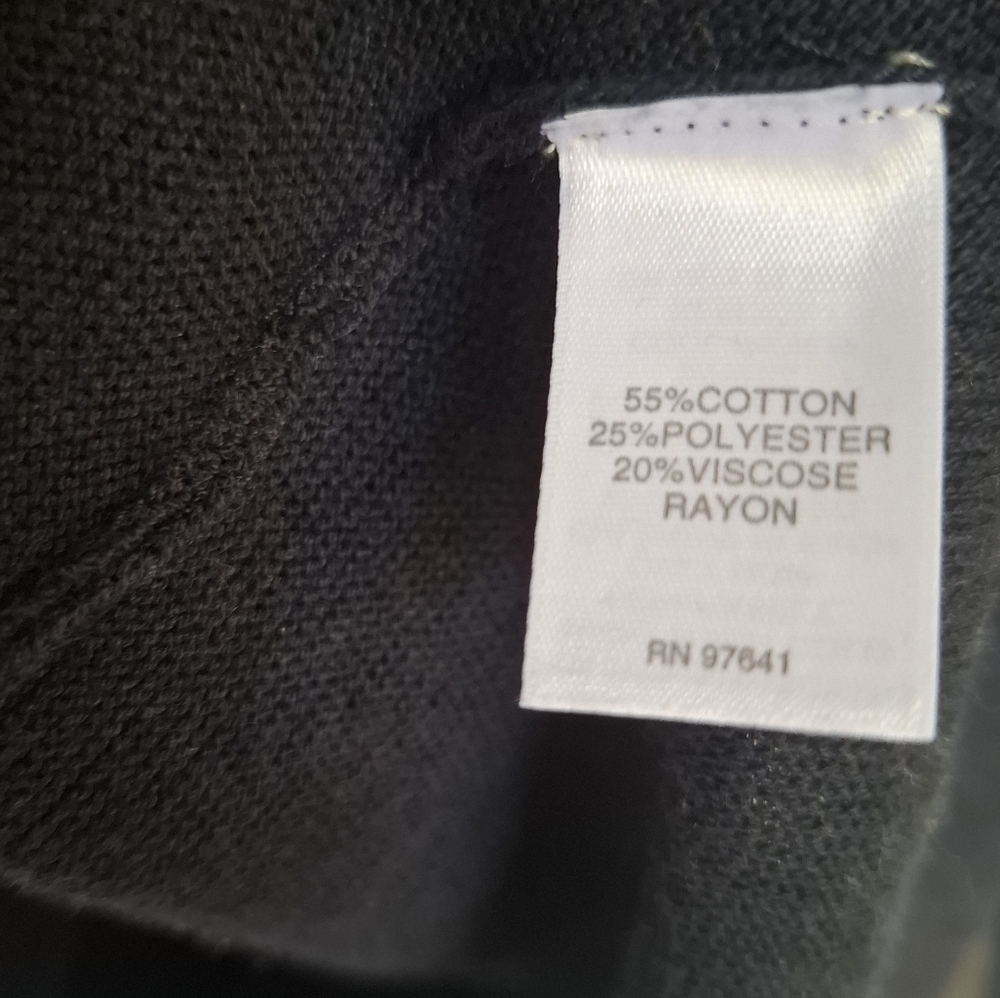 55%COTTON
25%POLYESTER
20%VISCOSE
RAYON
RN 97641